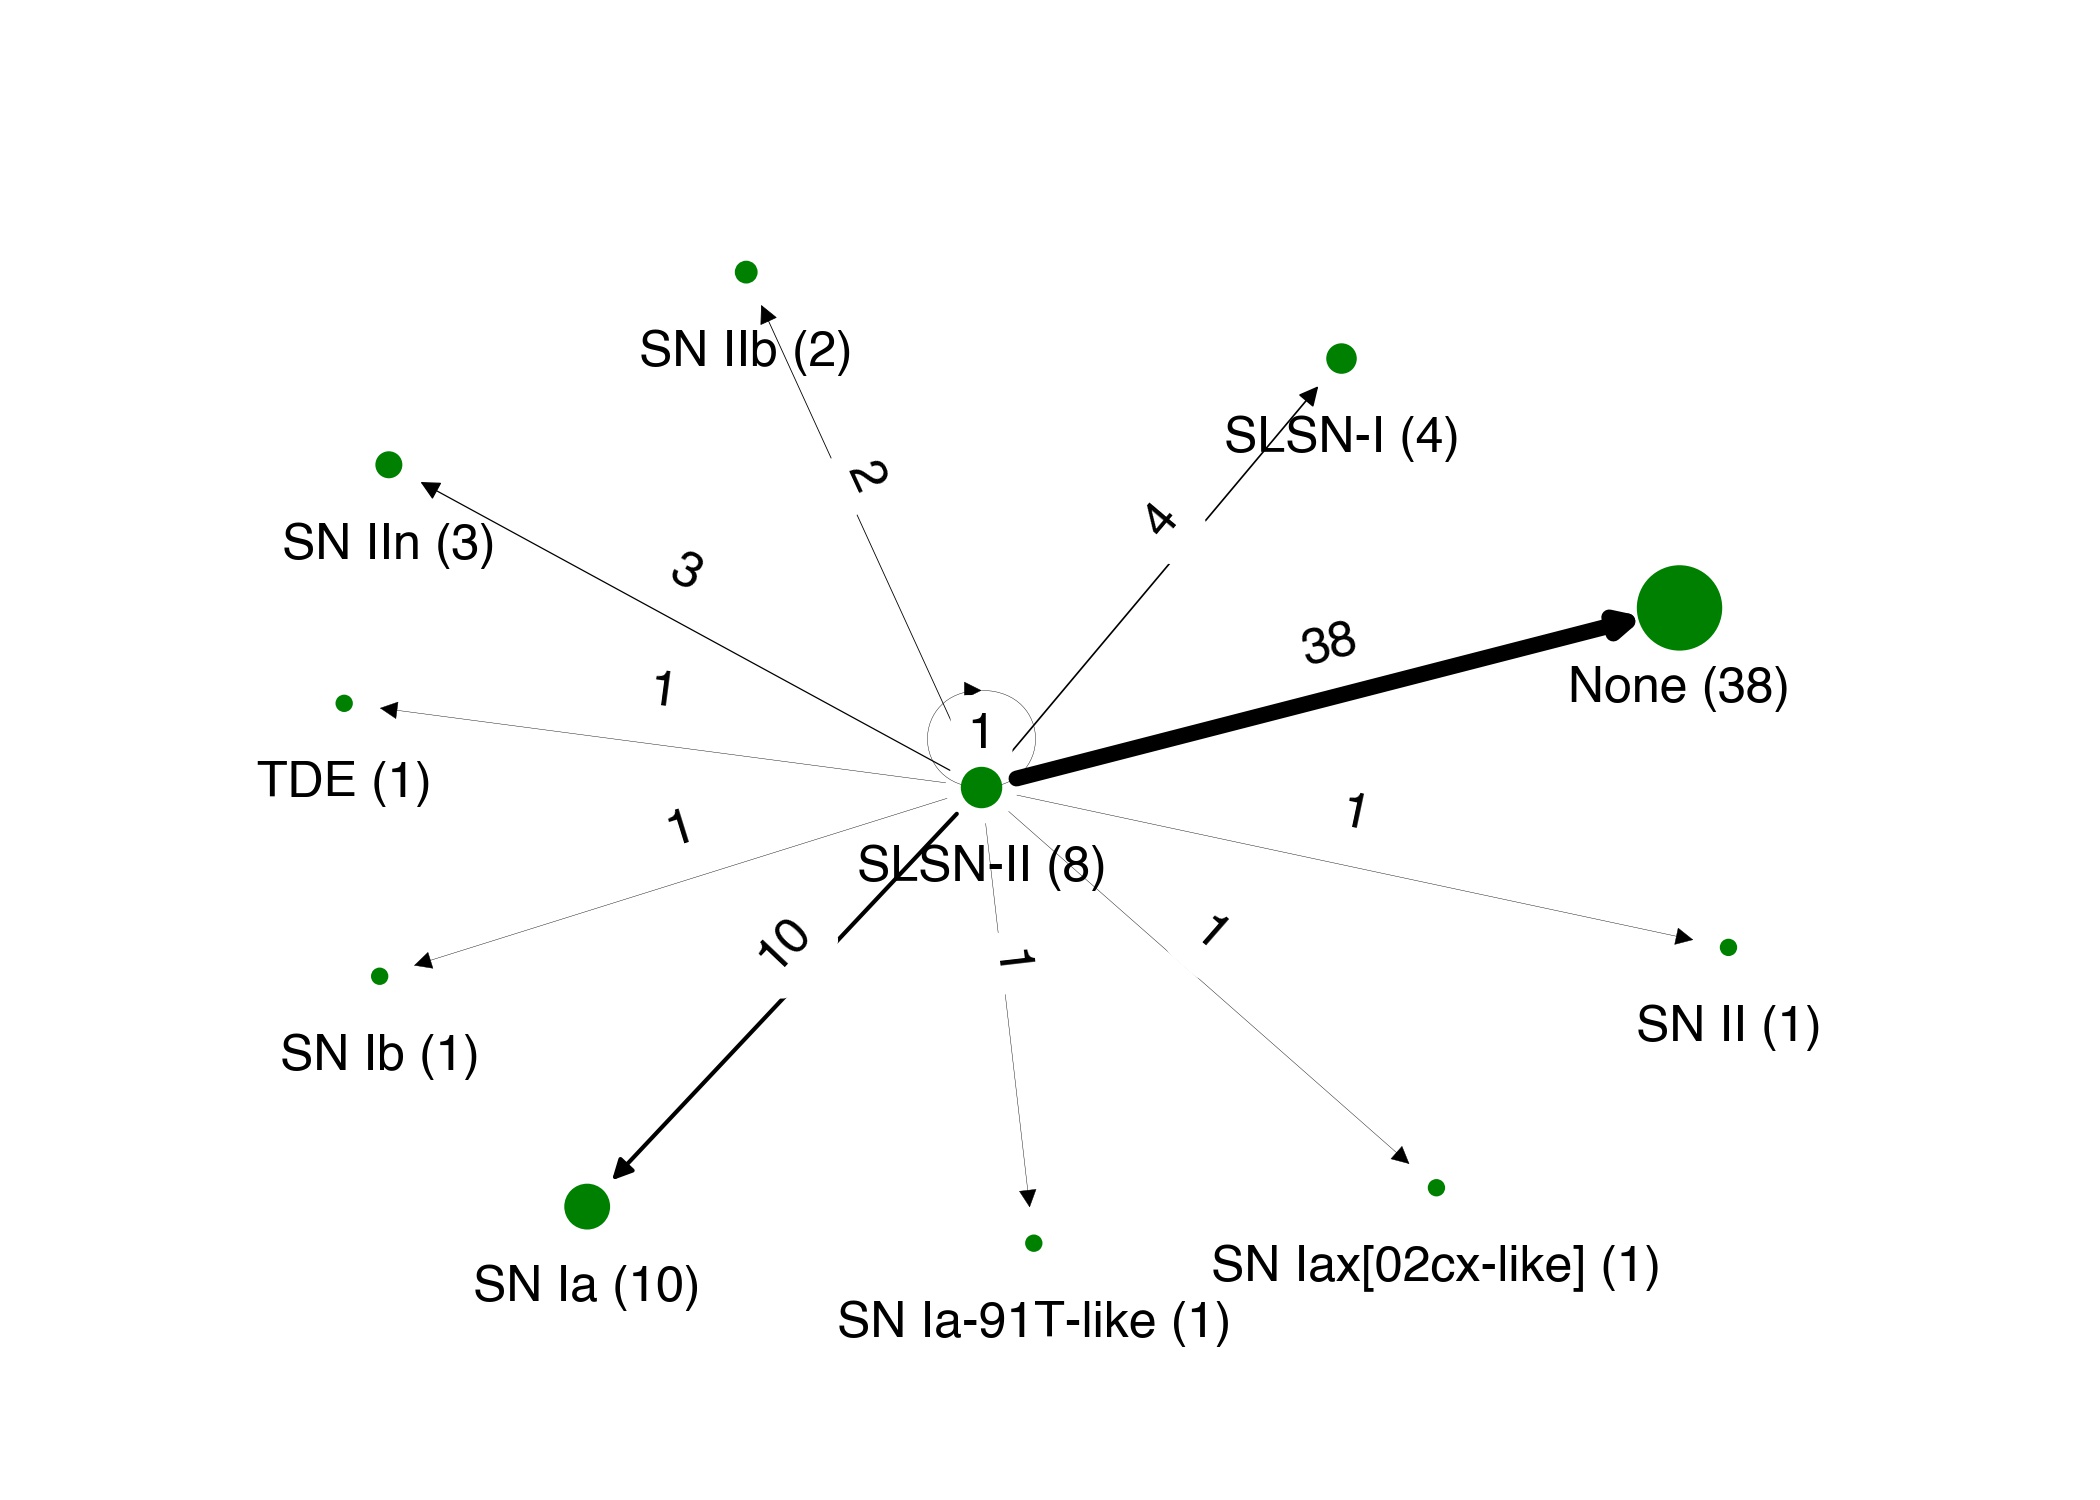 SN IIb (2)
SLSN-I (4)
2
4
SN IIn (3)
3
38
None (38)
1
1
TDE (1)
1
1
SLSN-II (8)
10
1
1
SN II (1)
SN Ib (1)
SN Ia (10)
SN Iax[02cx-like] (1)
SN Ia-91T-like (1)